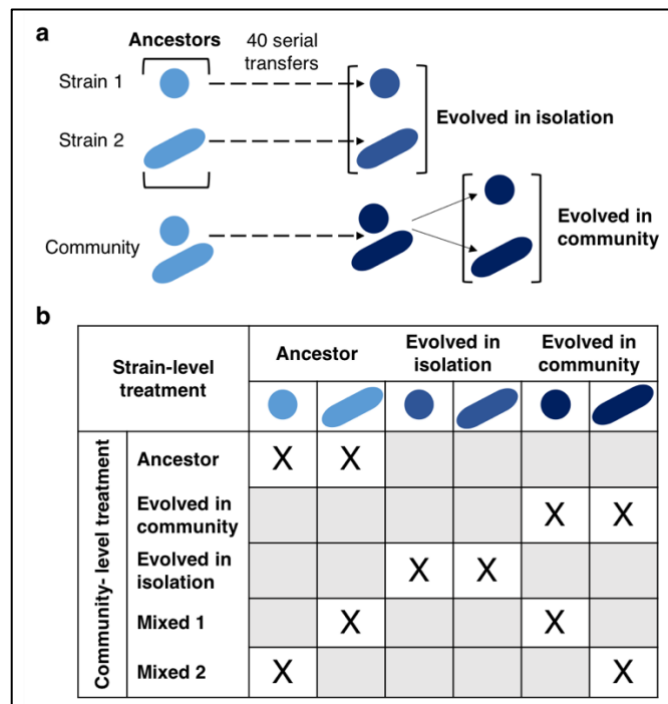 a
Ancestors
40 serial
transfers
Strain 1
Strain 2
Evolved in isolation
Community
Evolved in
community
b
Strain-level
treatment
Ancestor
Evolved in
isolation
Evolved in
community
Community- level treatment
Ancestor
X X
Evolved in
community
X X
Evolved in
isolation
X X
Mixed 1
X X
Mixed 2
X X